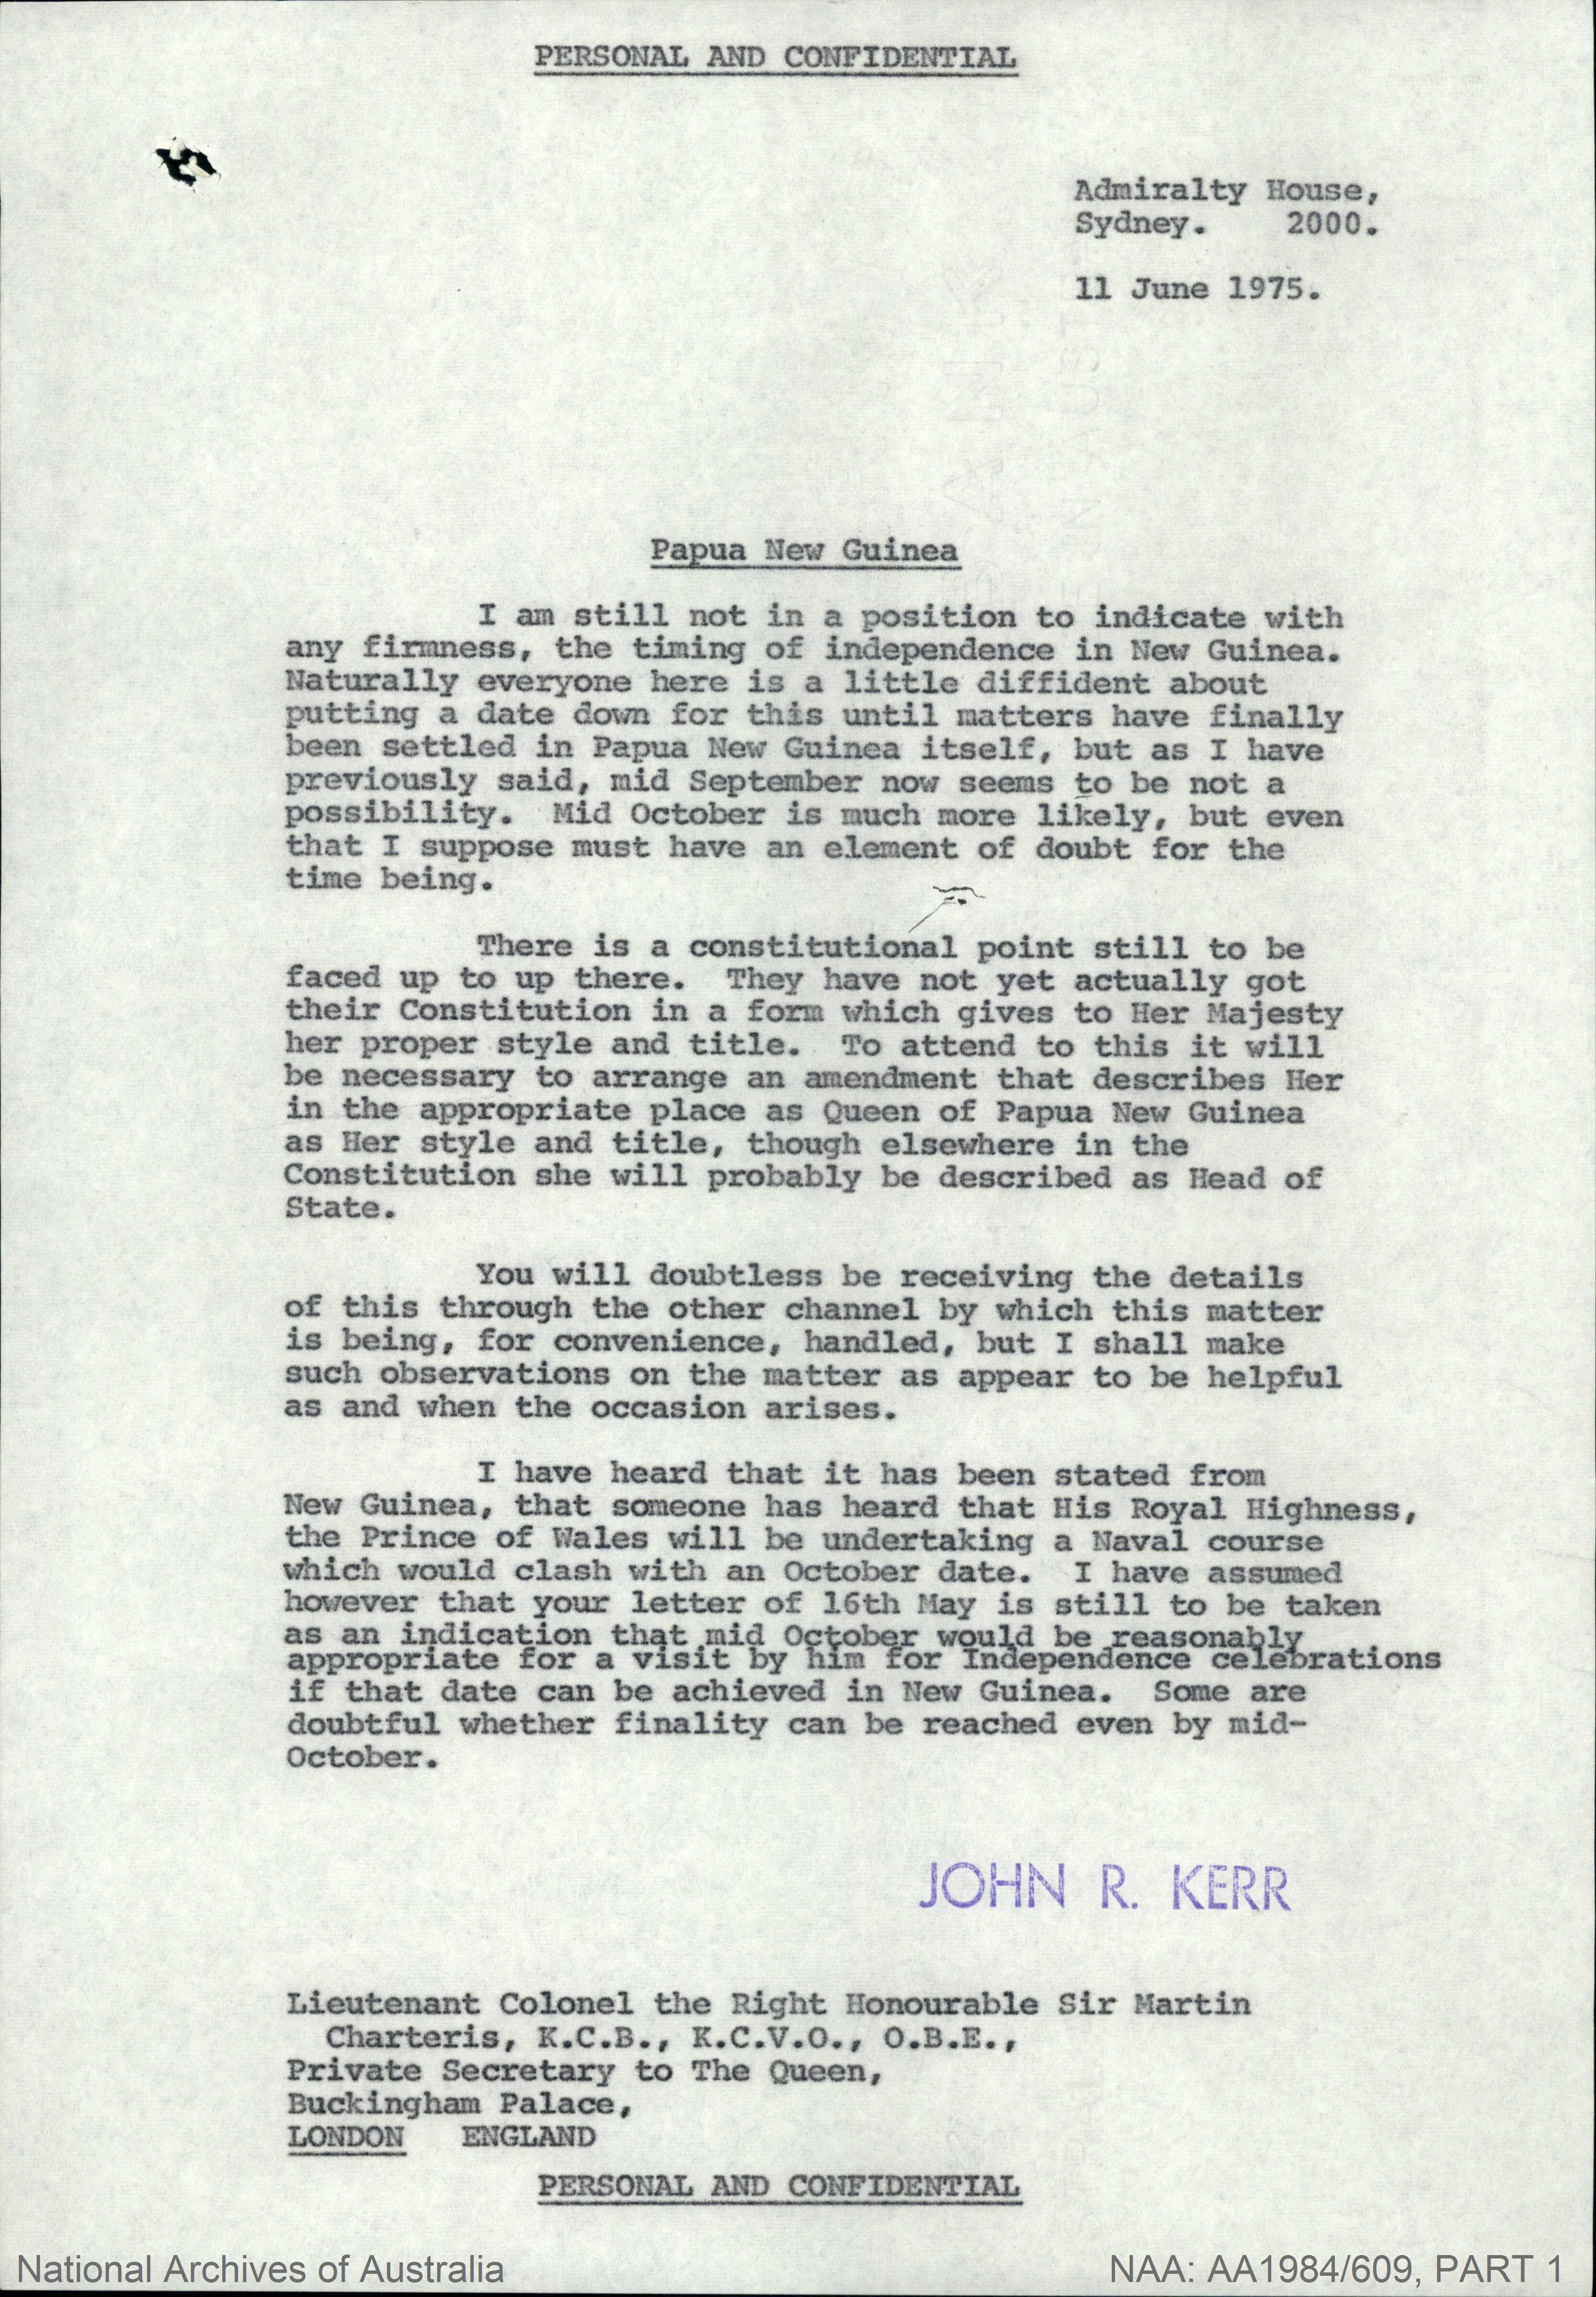 PERSONAL AND CONFIDENTIAL
Admiralty House,
Sydney. 2000.
11 June 1975.
Papua New Guinea
I am still not in a position to indicate with
any firmness, the timing of independence in New Guinea.
Naturally everyone here is a little diffident about
putting a date down for this until matters have finally
been settled in Papua New Guinea itself, but as I have
previously said, mid September now seems to be not a
possibility. Mid October is much more likely, but even
that I suppose must have an element of doubt for the
time being.
There is a constitutional point still to be
faced up to up there. They have not yet actually got
their Constitution in a form which gives to Her Majesty
her proper style and title. To attend to this it will
be necessary to arrange an amendment that describes Her
in the appropriate place as Queen of Papua New Guinea
as Her style and title, though elsewhere in the
Constitution she will probably be described as Head of
State.
You will doubtless be receiving the details
of this through the other channel by which this matter
is being, for convenience, handled, but I shall make
such observations on the matter as appear to be helpful
as and when the occasion arises.
I have heard that it has been stated from
New Guinea, that someone has heard that His Royal Highness,
the Prince of Wales will be undertaking a Naval course
which would clash with an October date. I have assumed
however that your letter of 16th May is still to be taken
as an indication that mid October would be reasonably
appropriate for a visit by him for Independence celebrations
if that date can be achieved in New Guinea. Some are
doubtful whether finality can be reached even by mid-
October.
JOHN R. KERR
Lieutenant Colonel the Right Honourable Sir Martin
Charteris, K.C.B., K.C.V.O., O.B.E.,
Private Secretary to The Queen,
Buckingham Palace,
LONDON ENGLAND
PERSONAL AND CONFIDENTIAL
National Archives of Australia
NAA: AA1984/609, PART 1